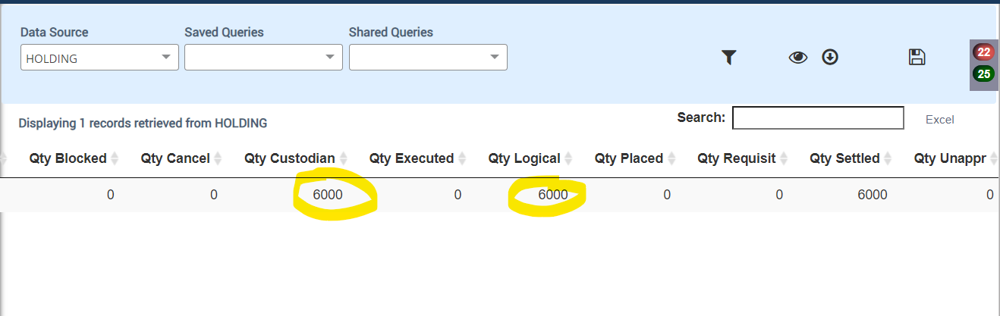 Data Source Saved Queries Shared Queries
HOLDING
22
25
Displaying 1 records retrieved from HOLDING
Search: Excel
Qty Blocked Qty Cancel Qty Custodian Qty Executed Qty Logical Qty Placed Qty Requisit Qty Settled Qty Unappr
0 0 6000 0 6000 0 0 6000 0